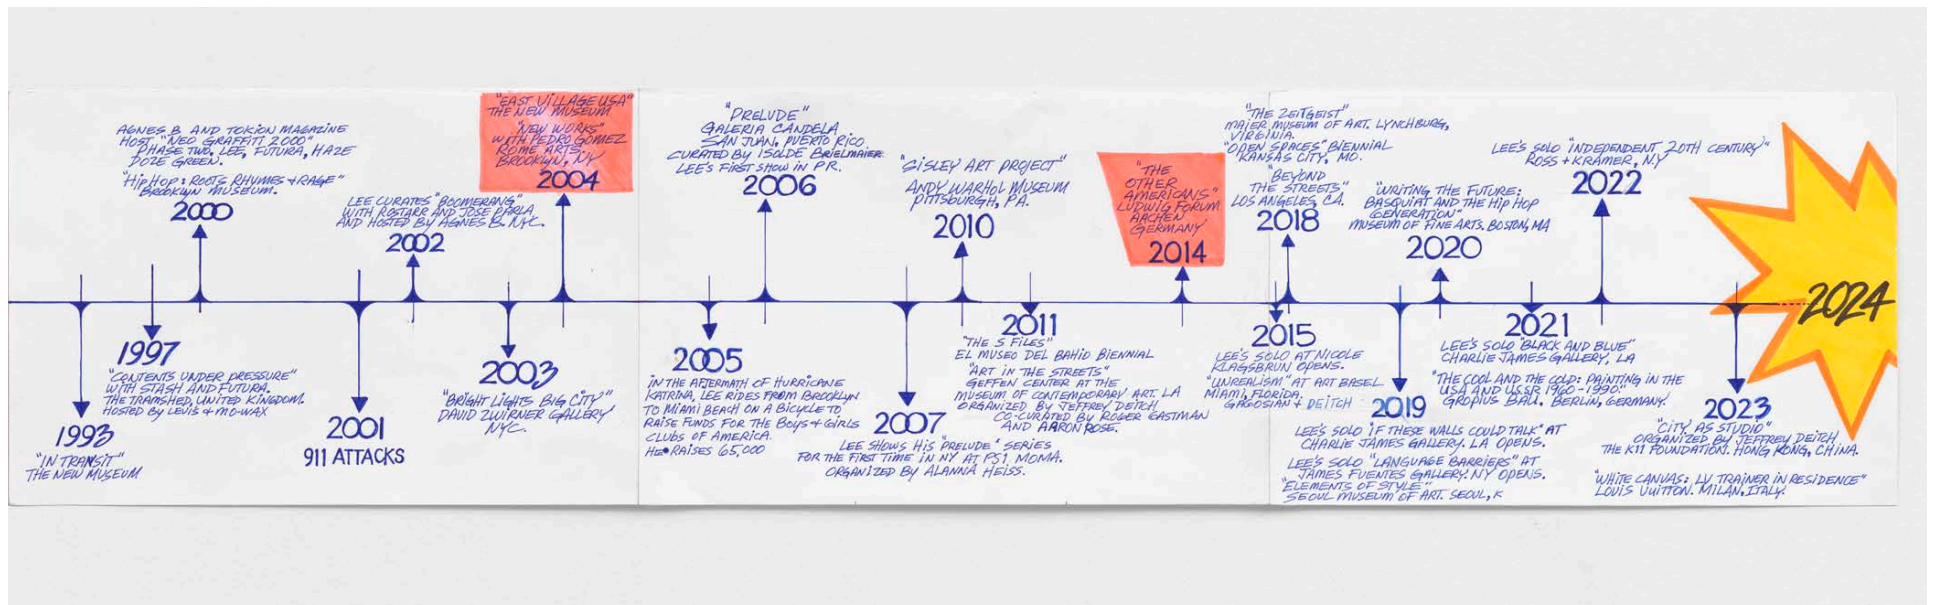 1993
"IN TRANSIT"
THE NEW MUSEUM
1997
"CONTENTS UNDER PRESSURE"
WITH STASH AND FUTURA.
THE TRAMSHED, UNITED KINGDOM.
HOSTED BY LEVIS + MO-WAX
AGNES B AND TOKION MAGAZINE
HOST "NEO GRAFFITI 2000"
PHASE TWO, LEE, FUTURA, HAZE
DOZE GREEN.
"HIP HOP: ROOTS RHYMES + RAGE"
BROOKLYN MUSEUM.
2000
2001
911 ATTACKS
LEE CURATES "BOOMERANG"
WITH ROSTARR AND JOSE PARLA
AND HOSTED BY AGNES B. NYC.
2002
2003
"BRIGHT LIGHTS BIG CITY"
DAVID ZWIRNER GALLERY
NYC.
"EAST VILLAGE USA"
THE NEW MUSEUM
"NEW WORKS"
WITH PEDRO GOMEZ
ROME ARTS,
BROOKLYN, NY
2004
2005
IN THE AFTERMATH OF HURRICANE
KATRINA, LEE RIDES FROM BROOKLYN
TO MIAMI BEACH ON A BICYCLE TO
RAISE FUNDS FOR THE BOYS + GIRLS
CLUBS OF AMERICA.
HE RAISES 65,000
"PRELUDE"
GALERIA CANDELA
SAN JUAN, PUERTO RICO.
CURATED BY ISOLDE BRIELMAIER
LEE'S FIRST SHOW IN P.R.
2006
2007
LEE SHOWS HIS "PRELUDE" SERIES
FOR THE FIRST TIME IN NY AT PS1 MOMA.
ORGANIZED BY ALANNA HEISS.
"SISLEY ART PROJECT"
ANDY WARHOL MUSEUM
PITTSBURGH, PA.
2010
2011
"THE S FILES"
EL MUSEO DEL BAHIO BIENNIAL
"ART IN THE STREETS"
GEFFEN CENTER AT THE
MUSEUM OF CONTEMPORARY ART. LA
ORGANIZED BY JEFFREY DEITCH
CO-CURATED BY ROGER GASTMAN
AND AARON ROSE.
"THE
OTHER
AMERICANS"
LUDWIG FORUM
AACHEN
GERMANY
2014
2015
LEE'S SOLO AT NICOLE
KLAGSBRUN OPENS.
"UNREALISM" AT ART BASEL
MIAMI, FLORIDA.
GAGOSIAN + DEITCH
"THE ZEITGEIST"
MAIER MUSEUM OF ART. LYNCHBURG,
VIRGINIA.
"OPEN SPACES" BIENNIAL
KANSAS CITY, MO.
"BEYOND
THE STREETS"
LOS ANGELES, CA.
2018
2019
LEE'S SOLO IF THESE WALLS COULD TALK" AT
CHARLIE JAMES GALLERY. LA OPENS.
LEE'S SOLO "LANGUAGE BARRIERS" AT
JAMES FUENTES GALLERY. NY OPENS.
"ELEMENTS OF STYLE"
SEOUL MUSEUM OF ART. SEOUL, K
"WRITING THE FUTURE:
BASQUIAT AND THE HIP HOP
GENERATION"
MUSEUM OF FINE ARTS. BOSTON, MA
2020
2021
LEE'S SOLO "BLACK AND BLUE"
CHARLIE JAMES GALLERY, LA
"THE COOL AND THE COLD: PAINTING IN THE
USA AND USSR 1960-1990."
GROPIUS BAU. BERLIN, GERMANY.
LEE'S SOLO "INDEPENDENT 20TH CENTURY"
ROSS + KRAMER, NY
2022
2023
"CITY AS STUDIO"
ORGANIZED BY JEFFREY DEITCH
THE K11 FOUNDATION. HONG KONG, CHINA.
"WHITE CANVAS: LV TRAINER IN RESIDENCE"
LOUIS VUITTON. MILAN, ITALY.
2024